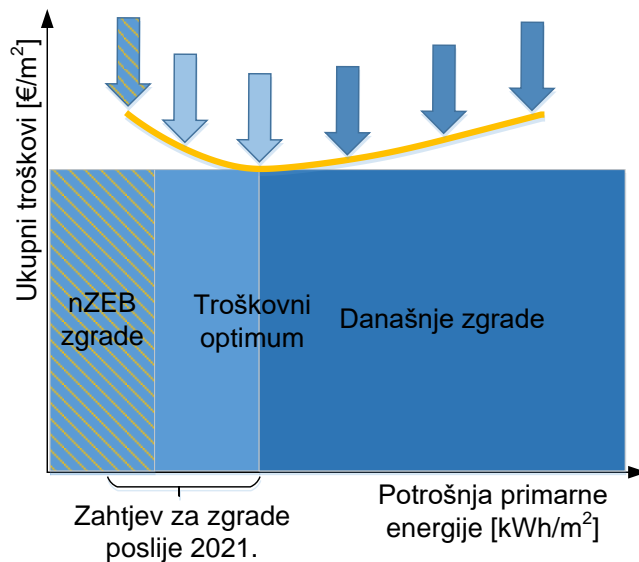 Ukupni troškovi [€/m²]
nZEB
zgrade
Troškovni
optimum
Današnje zgrade
Zahtjev za zgrade
poslije 2021.
Potrošnja primarne
energije [kWh/m²]